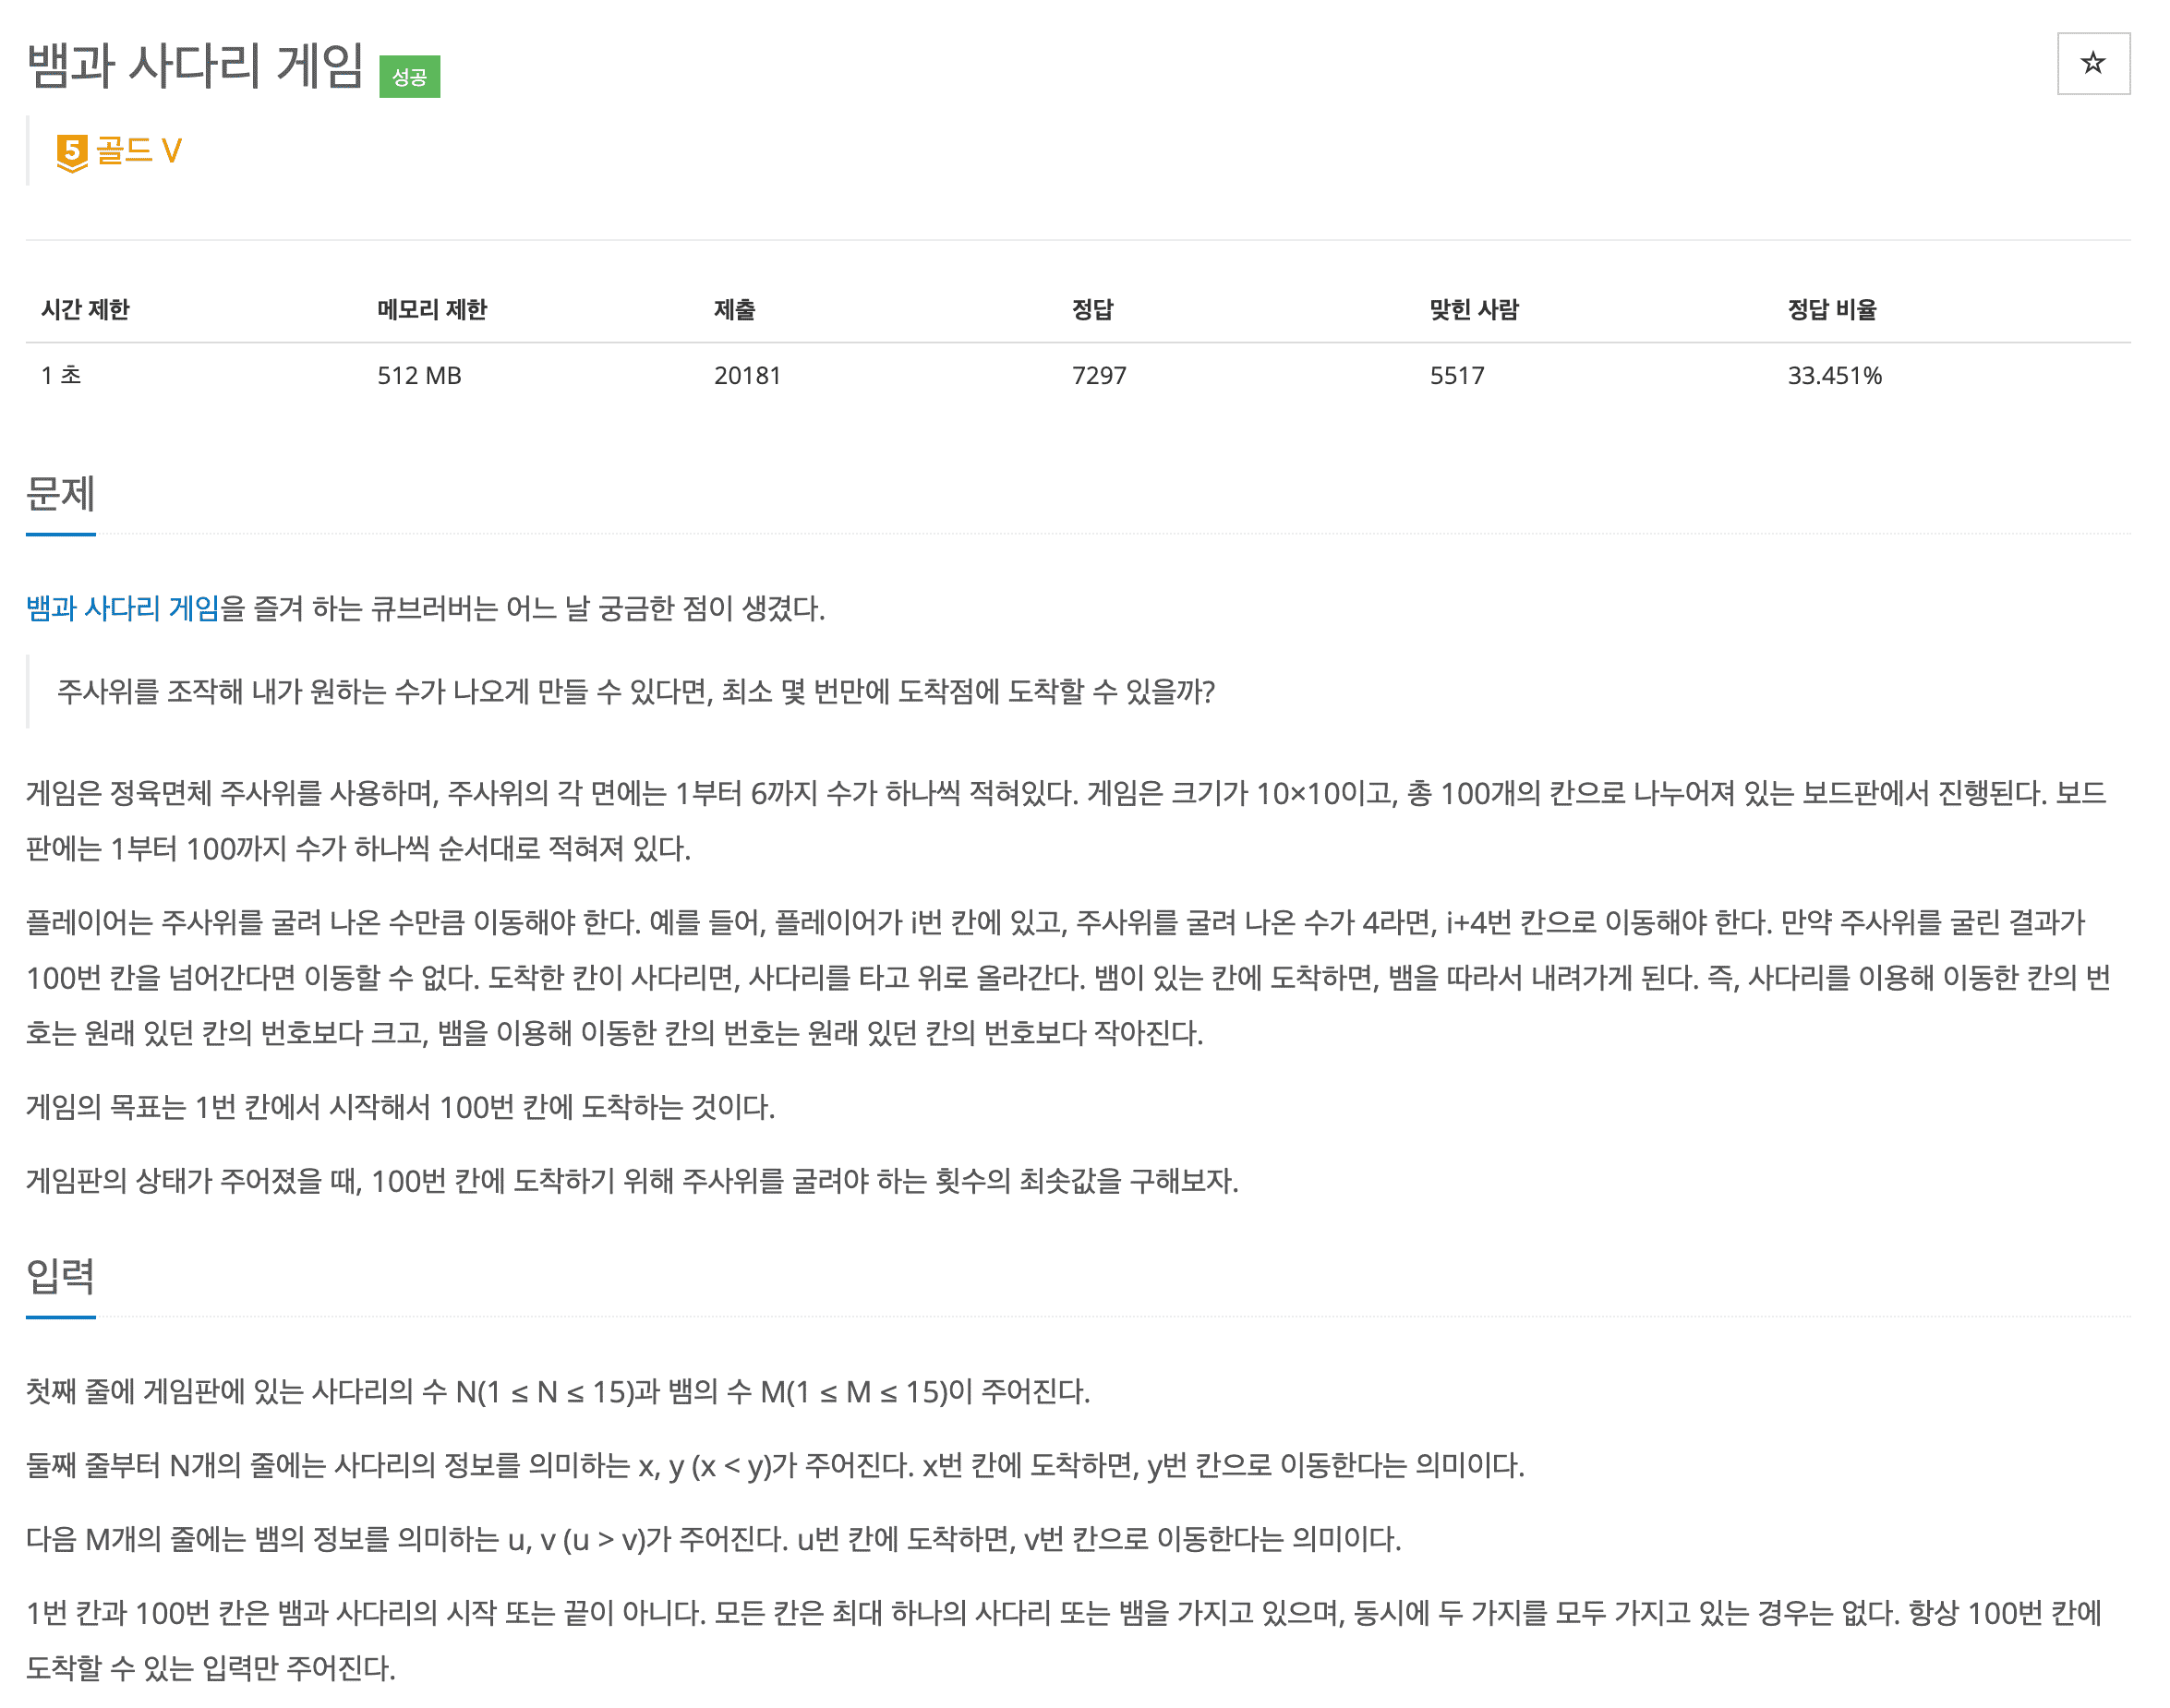 뱀과 사다리 게임 성공
5 골드 V
시간 제한 메모리 제한 제출 정답 맞힌 사람 정답 비율
1 초 512 MB 20181 7297 5517 33.451%
문제
뱀과 사다리 게임을 즐겨 하는 큐브러버는 어느 날 궁금한 점이 생겼다.
주사위를 조작해 내가 원하는 수가 나오게 만들 수 있다면, 최소 몇 번만에 도착점에 도착할 수 있을까?
게임은 정육면체 주사위를 사용하며, 주사위의 각 면에는 1부터 6까지 수가 하나씩 적혀있다. 게임은 크기가 10×10이고, 총 100개의 칸으로 나누어져 있는 보드판에서 진행된다. 보드
판에는 1부터 100까지 수가 하나씩 순서대로 적혀져 있다.
플레이어는 주사위를 굴려 나온 수만큼 이동해야 한다. 예를 들어, 플레이어가 i번 칸에 있고, 주사위를 굴려 나온 수가 4라면, i+4번 칸으로 이동해야 한다. 만약 주사위를 굴린 결과가
100번 칸을 넘어간다면 이동할 수 없다. 도착한 칸이 사다리면, 사다리를 타고 위로 올라간다. 뱀이 있는 칸에 도착하면, 뱀을 따라서 내려가게 된다. 즉, 사다리를 이용해 이동한 칸의 번
호는 원래 있던 칸의 번호보다 크고, 뱀을 이용해 이동한 칸의 번호는 원래 있던 칸의 번호보다 작아진다.
게임의 목표는 1번 칸에서 시작해서 100번 칸에 도착하는 것이다.
게임판의 상태가 주어졌을 때, 100번 칸에 도착하기 위해 주사위를 굴려야 하는 횟수의 최솟값을 구해보자.
입력
첫째 줄에 게임판에 있는 사다리의 수 N(1 ≤ N ≤ 15)과 뱀의 수 M(1 ≤ M ≤ 15)이 주어진다.
둘째 줄부터 N개의 줄에는 사다리의 정보를 의미하는 x, y (x < y)가 주어진다. x번 칸에 도착하면, y번 칸으로 이동한다는 의미이다.
다음 M개의 줄에는 뱀의 정보를 의미하는 u, v (u > v)가 주어진다. u번 칸에 도착하면, v번 칸으로 이동한다는 의미이다.
1번 칸과 100번 칸은 뱀과 사다리의 시작 또는 끝이 아니다. 모든 칸은 최대 하나의 사다리 또는 뱀을 가지고 있으며, 동시에 두 가지를 모두 가지고 있는 경우는 없다. 항상 100번 칸에
도착할 수 있는 입력만 주어진다.